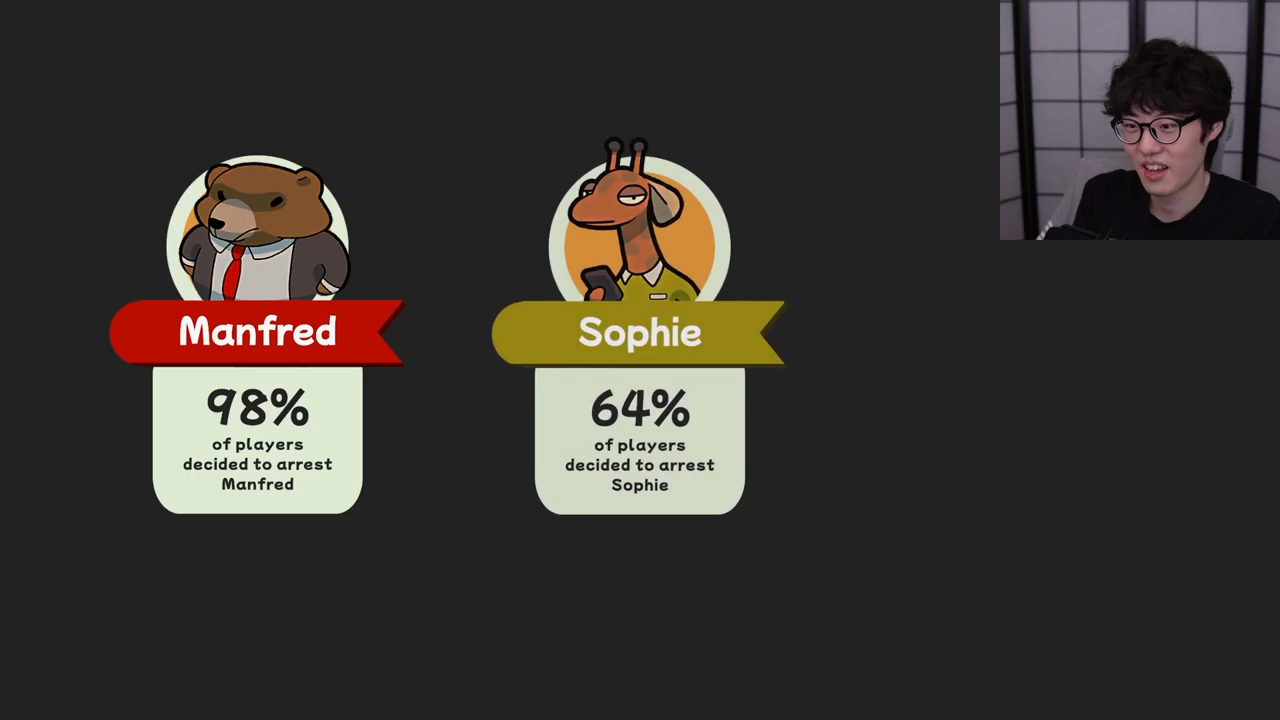 Manfred
98%
of players
decided to arrest
Manfred
Sophie
64%
of players
decided to arrest
Sophie